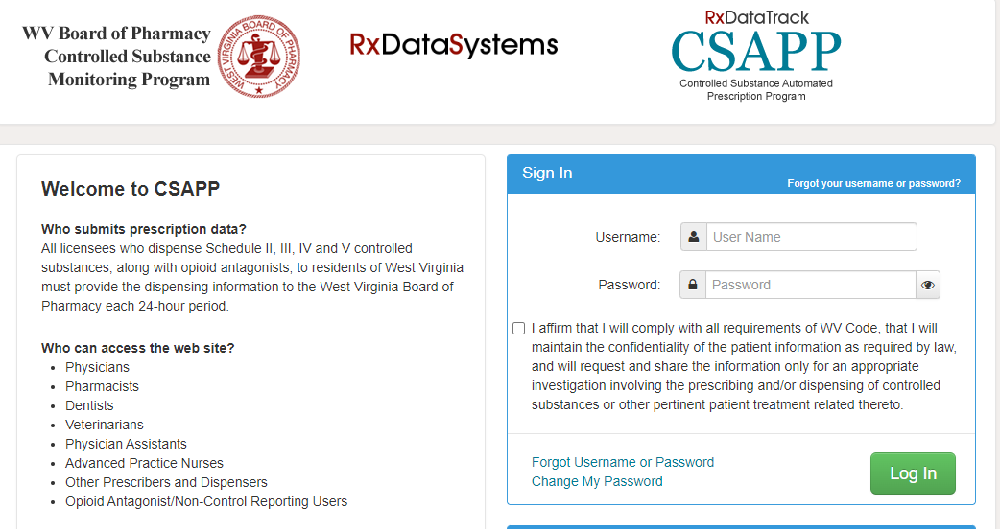 WV Board of Pharmacy
Controlled Substance
Monitoring Program
WEST VIRGINIA BOARD OF PHARMACY
RxDataSystems
RxDataTrack
CSAPP
Controlled Substance Automated
Prescription Program
Welcome to CSAPP
Who submits prescription data?
All licensees who dispense Schedule II, III, IV and V controlled
substances, along with opioid antagonists, to residents of West Virginia
must provide the dispensing information to the West Virginia Board of
Pharmacy each 24-hour period.
Who can access the web site?
• Physicians
• Pharmacists
• Dentists
• Veterinarians
• Physician Assistants
• Advanced Practice Nurses
• Other Prescribers and Dispensers
• Opioid Antagonist/Non-Control Reporting Users
Sign In
Forgot your username or password?
Username:
User Name
Password:
Password
I affirm that I will comply with all requirements of WV Code, that I will
maintain the confidentiality of the patient information as required by law,
and will request and share the information only for an appropriate
investigation involving the prescribing and/or dispensing of controlled
substances or other pertinent patient treatment related thereto.
Forgot Username or Password
Change My Password
Log In